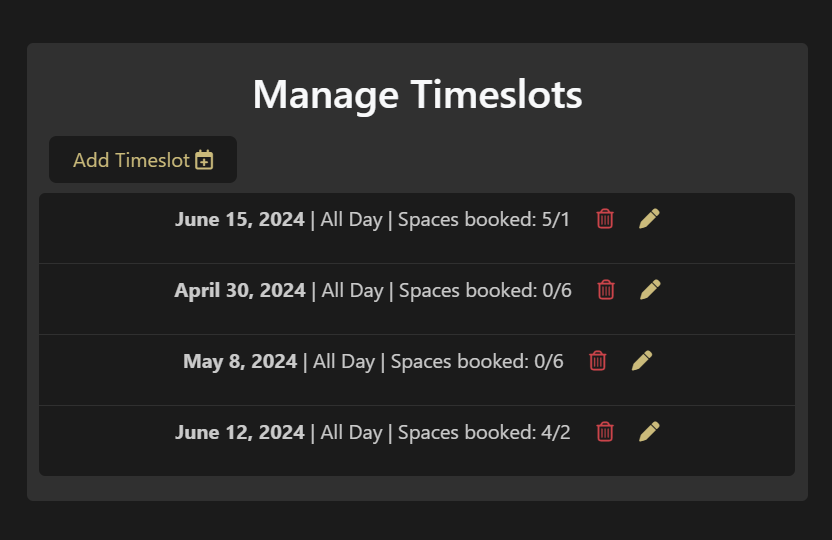 Manage Timeslots
Add Timeslot
June 15, 2024 | All Day | Spaces booked: 5/1
April 30, 2024 | All Day | Spaces booked: 0/6
May 8, 2024 | All Day | Spaces booked: 0/6
June 12, 2024 | All Day | Spaces booked: 4/2